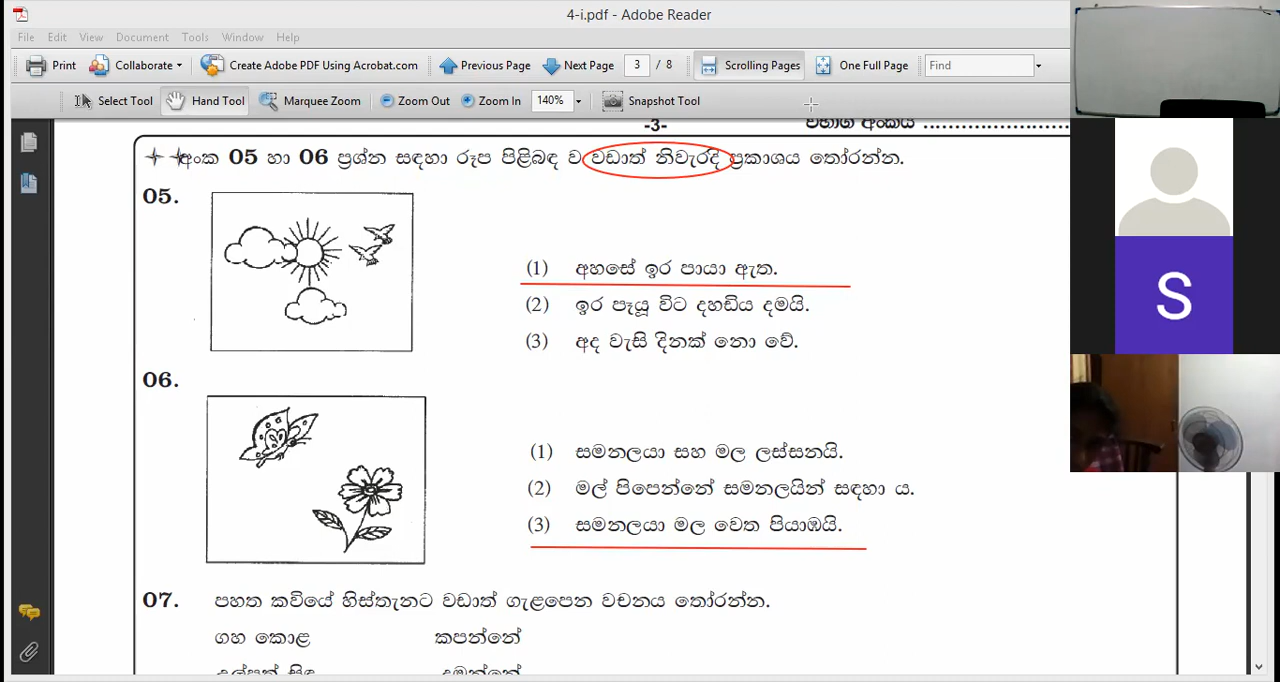 4-i.pdf - Adobe Reader
File Edit View Document Tools Window Help
Print Collaborate Create Adobe PDF Using Acrobat.com Previous Page Next Page 3 / 8 Scrolling Pages One Full Page Find
Select Tool Hand Tool Marquee Zoom Zoom Out Zoom In 140% Snapshot Tool
-3- විභාග අංකය ....................
අංක 05 හා 06 ප්‍රශ්න සඳහා රූප පිළිබඳ ව වඩාත් නිවැරදි ප්‍රකාශය තෝරන්න.
05.
(1) අහසේ ඉර පායා ඇත.
(2) ඉර පෑයූ විට දහඩිය දමයි.
(3) අද වැසි දිනක් නො වේ.
06.
(1) සමනලයා සහ මල ලස්සනයි.
(2) මල් පිපෙන්නේ සමනලයින් සඳහා ය.
(3) සමනලයා මල වෙත පියාඹයි.
07. පහත කවියේ හිස්තැනට වඩාත් ගැළපෙන වචනය තෝරන්න.
ගහ කොළ කපන්නේ
S